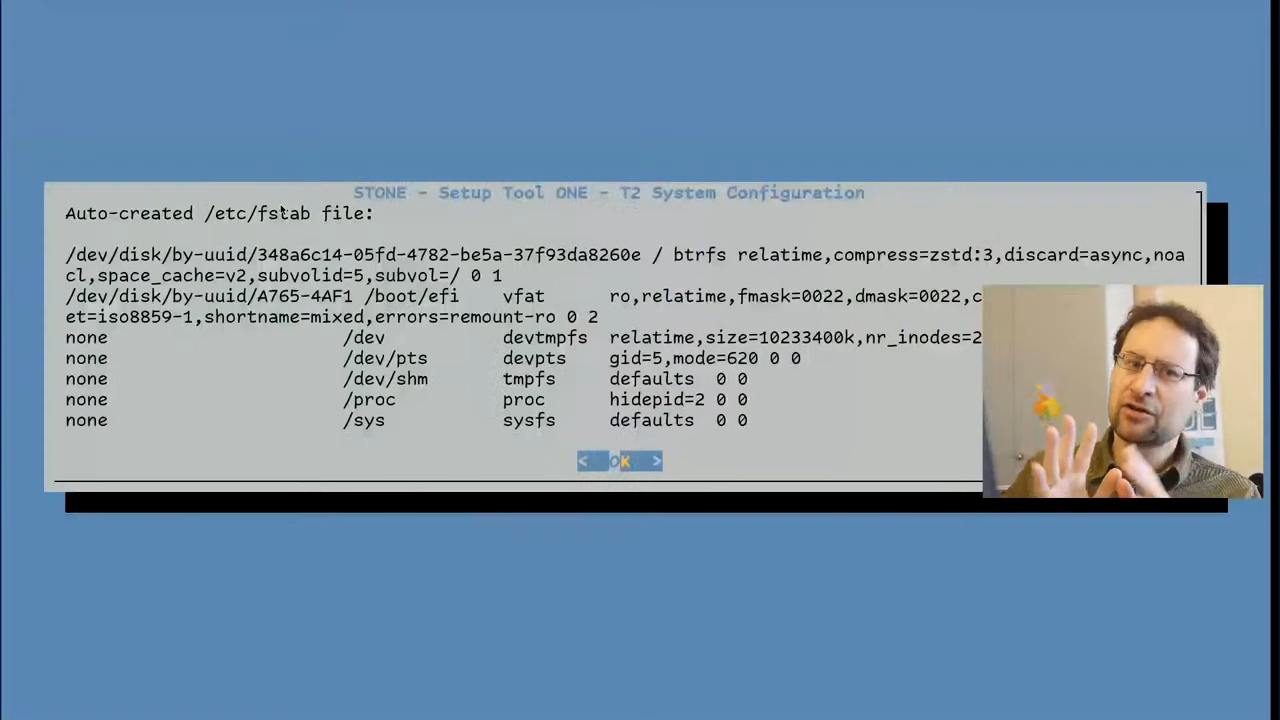 STONE - Setup Tool ONE - T2 System Configuration
Auto-created /etc/fstab file:
/dev/disk/by-uuid/348a6c14-05fd-4782-be5a-37f93da8260e / btrfs relatime,compress=zstd:3,discard=async,noa
cl,space_cache=v2,subvolid=5,subvol=/ 0 1
/dev/disk/by-uuid/A765-4AF1 /boot/efi vfat ro,relatime,fmask=0022,dmask=0022,c
et=iso8859-1,shortname=mixed,errors=remount-ro 0 2
none /dev devtmpfs relatime,size=10233400k,nr_inodes=2
none /dev/pts devpts gid=5,mode=620 0 0
none /dev/shm tmpfs defaults 0 0
none /proc proc hidepid=2 0 0
none /sys sysfs defaults 0 0
< OK >